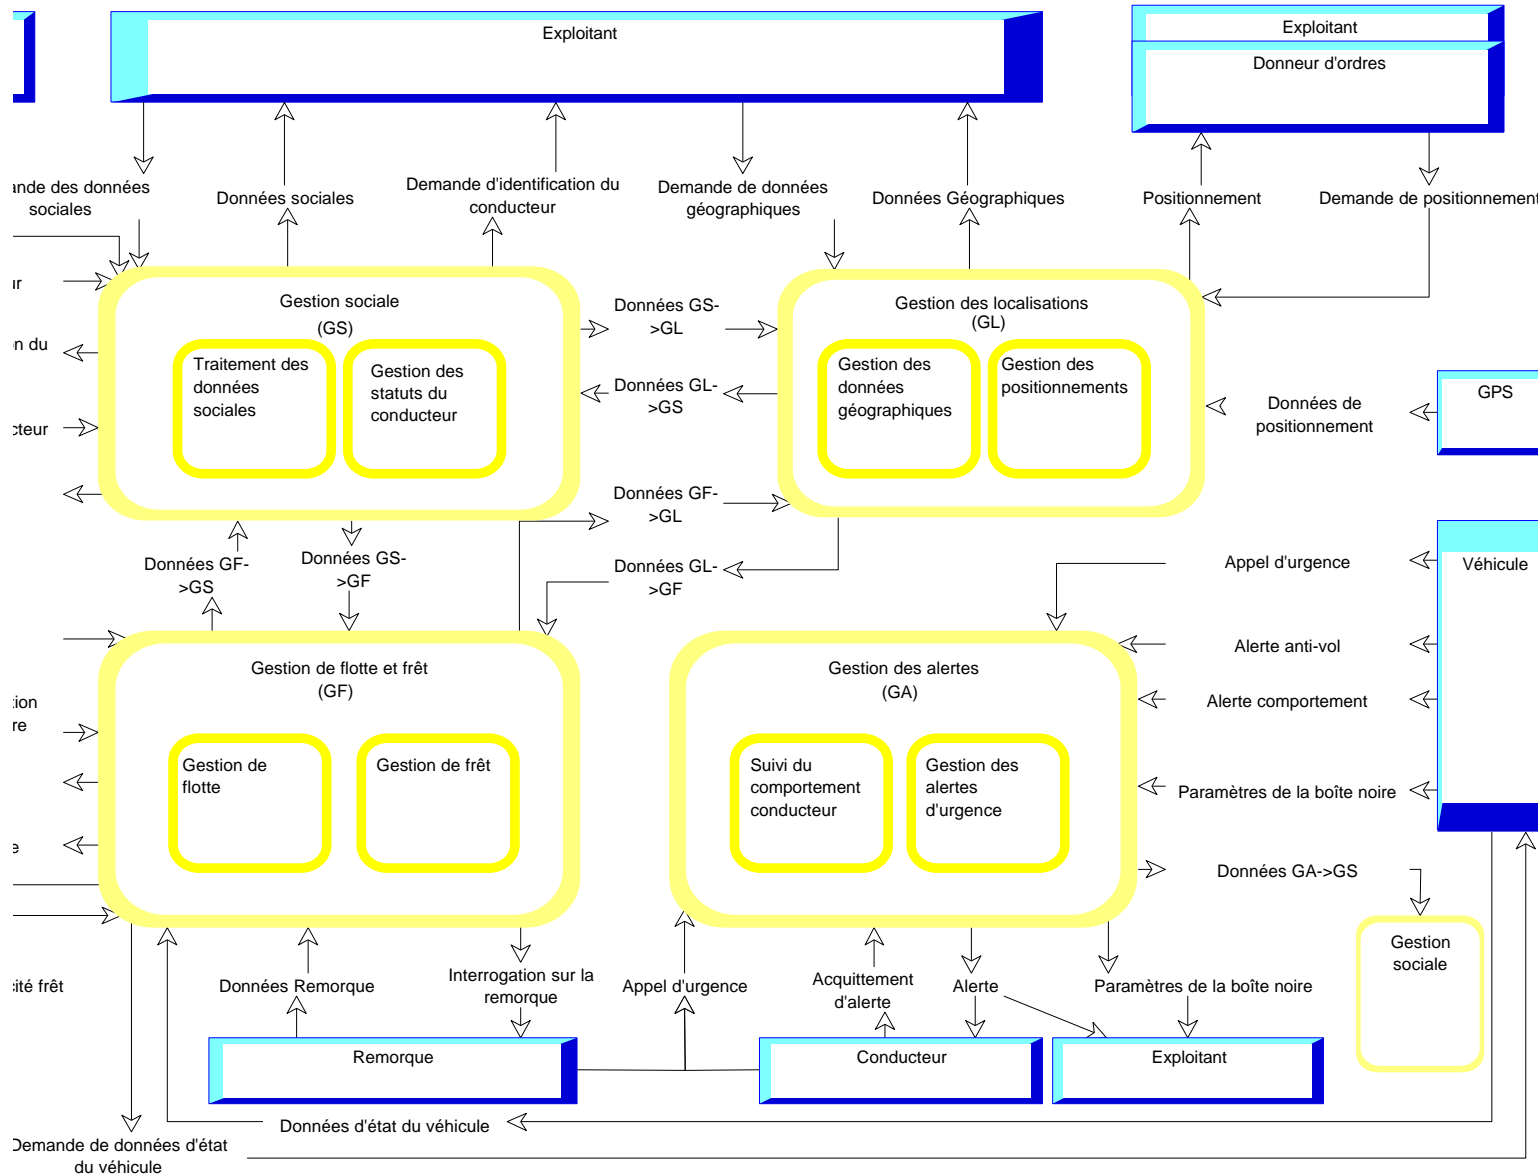 Exploitant
Exploitant
Donneur d'ordres
des données
sociales
Données sociales
Demande d'identification du
conducteur
Demande de données
géographiques
Données Géographiques
Positionnement
Demande de positionnement
Gestion sociale
(GS)
Traitement des
données
sociales
Gestion des
statuts du
conducteur
Données GS-
>GL
Données GL-
>GS
Gestion des localisations
(GL)
Gestion des
données
géographiques
Gestion des
positionnements
Données de
positionnement
GPS
du
Données GF-
>GL
Données GL-
>GF
Données GF-
>GS
Données GS-
>GF
Appel d'urgence
Véhicule
Alerte anti-vol
Alerte comportement
Paramètres de la boîte noire
Gestion de flotte et frêt
(GF)
Gestion de
flotte
Gestion de frêt
Gestion des alertes
(GA)
Suivi du
comportement
conducteur
Gestion des
alertes
d'urgence
Données GA->GS
Gestion
sociale
frêt
Données Remorque
Interrogation sur la
remorque
Appel d'urgence
Acquittement
d'alerte
Alerte
Paramètres de la boîte noire
Remorque
Conducteur
Exploitant
Données d'état du véhicule
Demande de données d'état
du véhicule